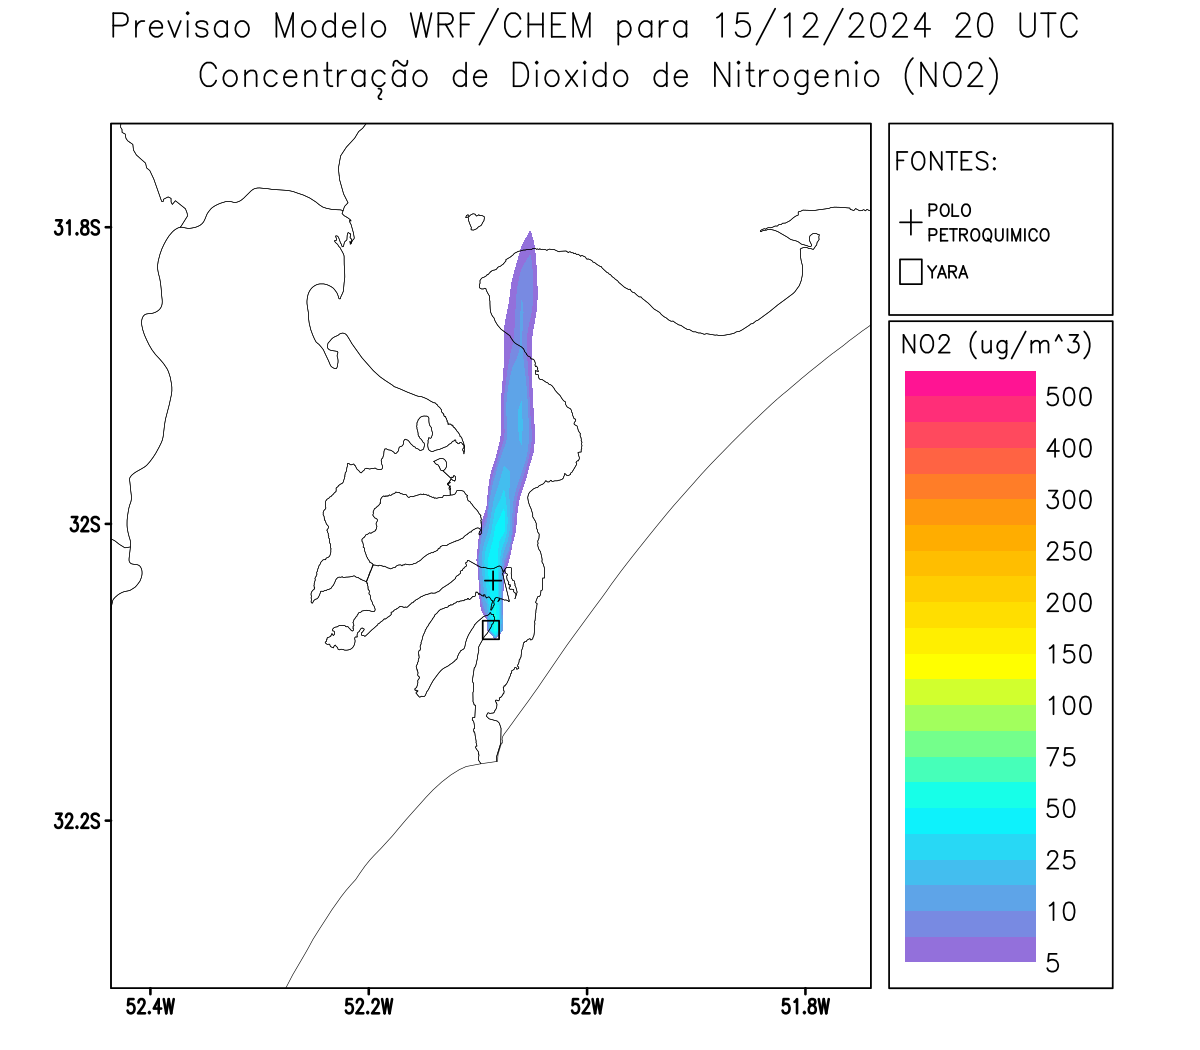 Previsao Modelo WRF/CHEM para 15/12/2024 20 UTC
Concentração de Dioxido de Nitrogenio (NO2)
FONTES:
POLO
PETROQUIMICO
YARA
NO2 (ug/m^3)
500
400
300
250
200
150
100
75
50
25
10
5
31.8S
32S
32.2S
52.4W
52.2W
52W
51.8W